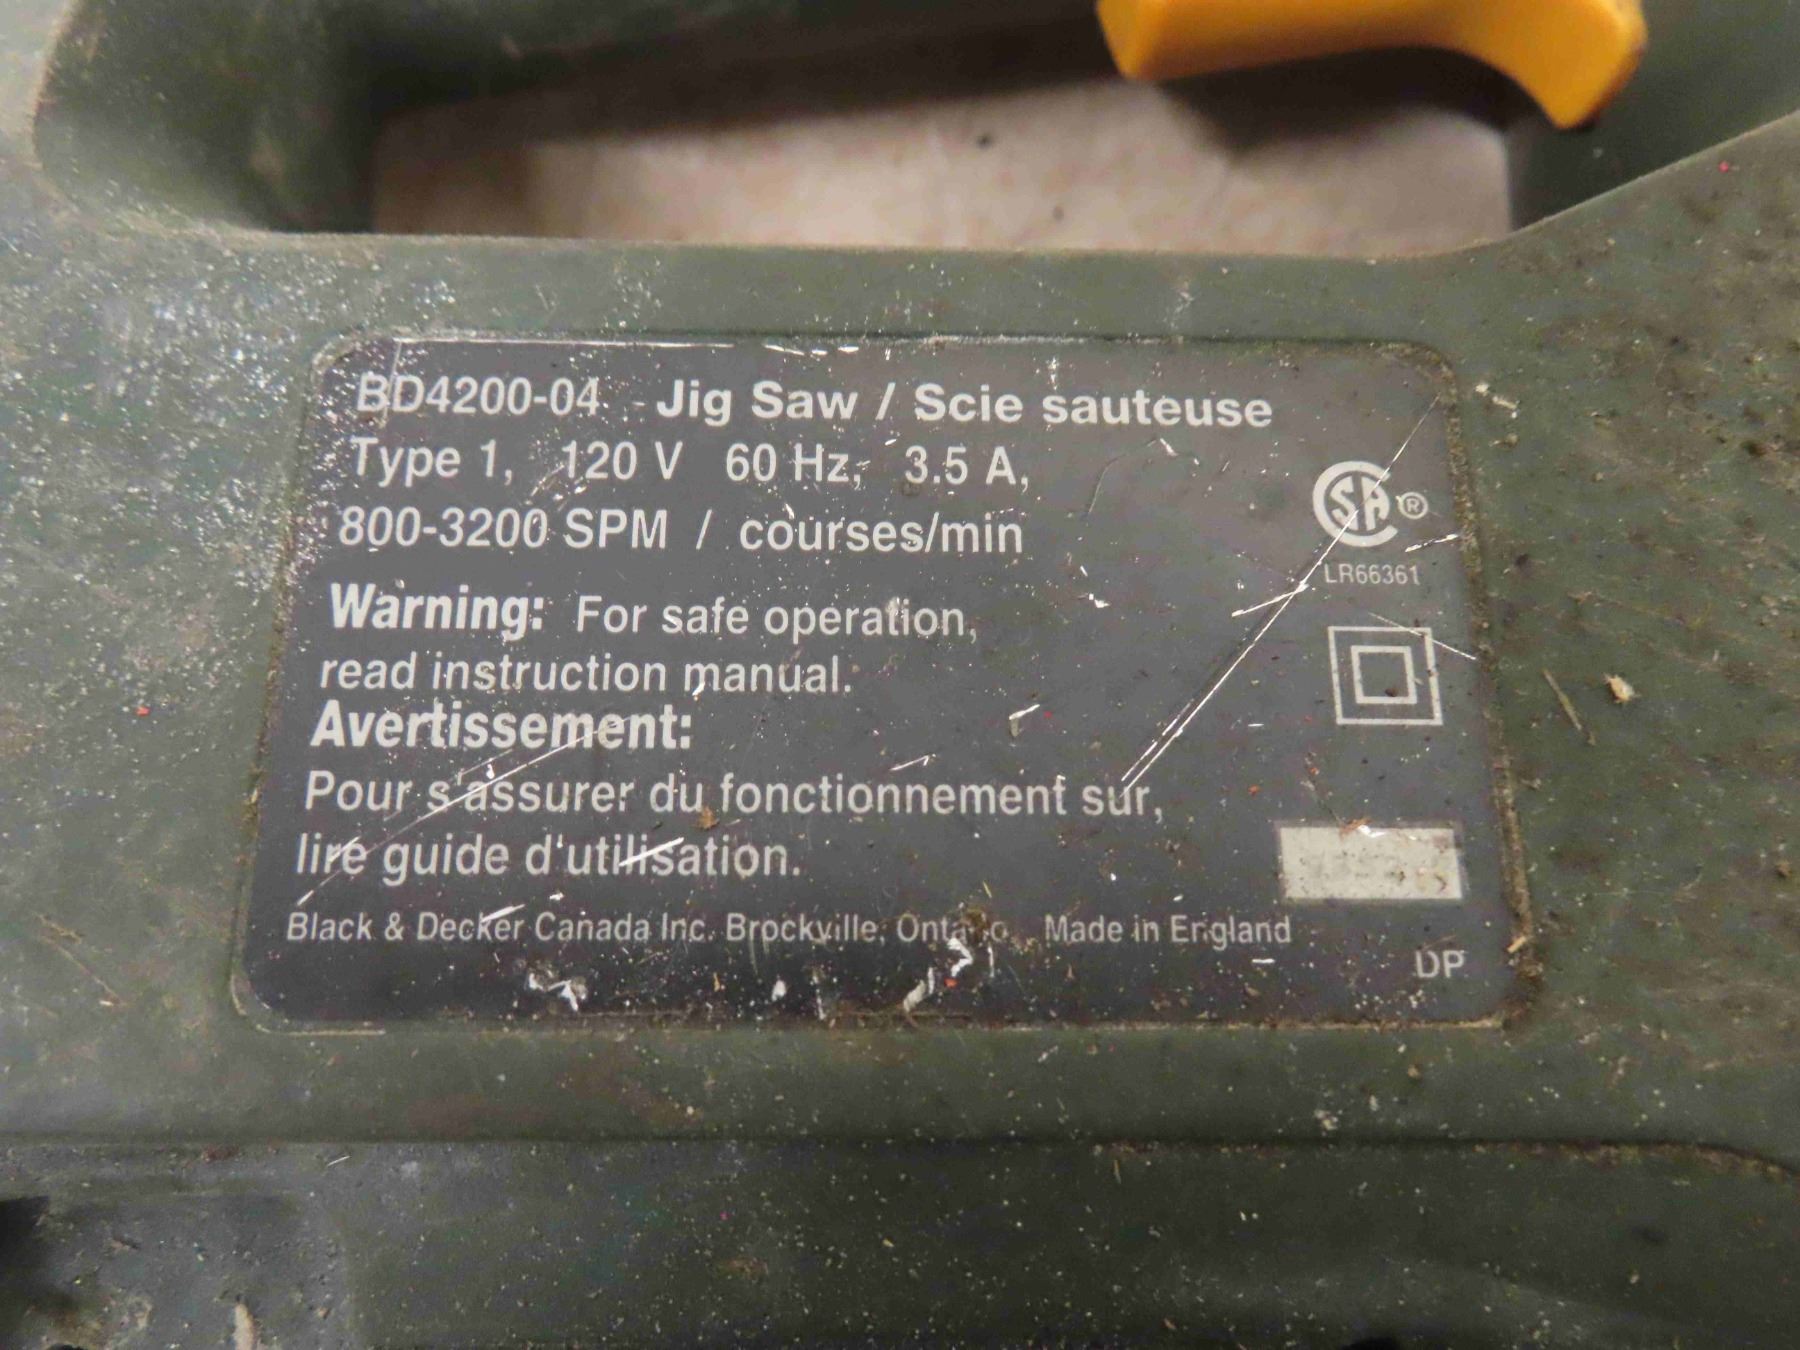 BD4200-04 - Jig Saw / Scie sauteuse
Type 1, 120 V 60 Hz, 3.5 A,
800-3200 SPM / courses/min
Warning: For safe operation,
read instruction manual.
Avertissement:
Pour s'assurer du fonctionnement sur,
lire guide d'utilisation.
Black & Decker Canada Inc. Brockville, Ontario Made in England
SA ®
LR66361
DP